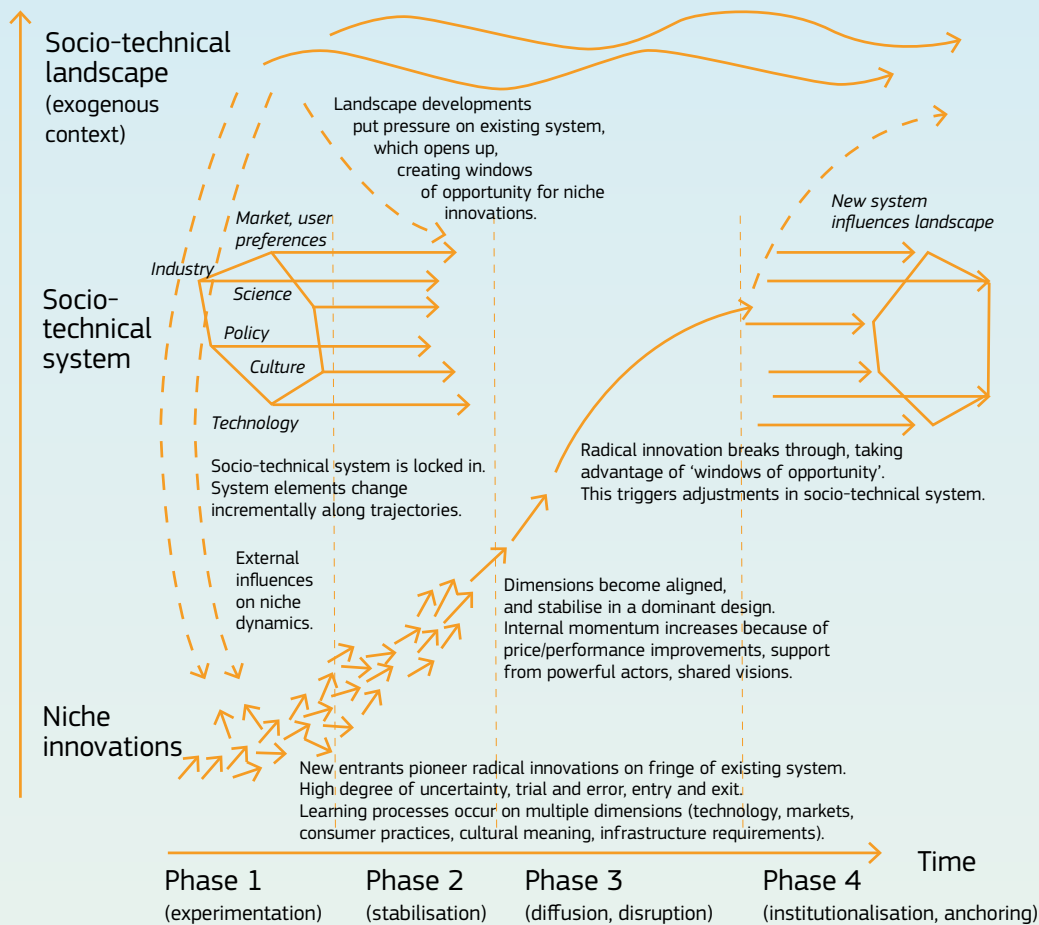 Socio-technical
landscape
(exogenous
context)
Landscape developments
put pressure on existing system,
which opens up,
creating windows
of opportunity for niche
innovations.
New system
influences landscape
Market, user
preferences
Industry
Science
Policy
Culture
Technology
Socio-
technical
system
Socio-technical system is locked in.
System elements change
incrementally along trajectories.
Radical innovation breaks through, taking
advantage of ‘windows of opportunity’.
This triggers adjustments in socio-technical system.
External
influences
on niche
dynamics.
Dimensions become aligned,
and stabilise in a dominant design.
Internal momentum increases because of
price/performance improvements, support
from powerful actors, shared visions.
Niche
innovations
New entrants pioneer radical innovations on fringe of existing system.
High degree of uncertainty, trial and error, entry and exit.
Learning processes occur on multiple dimensions (technology, markets,
consumer practices, cultural meaning, infrastructure requirements).
Time
Phase 1
(experimentation)
Phase 2
(stabilisation)
Phase 3
(diffusion, disruption)
Phase 4
(institutionalisation, anchoring)